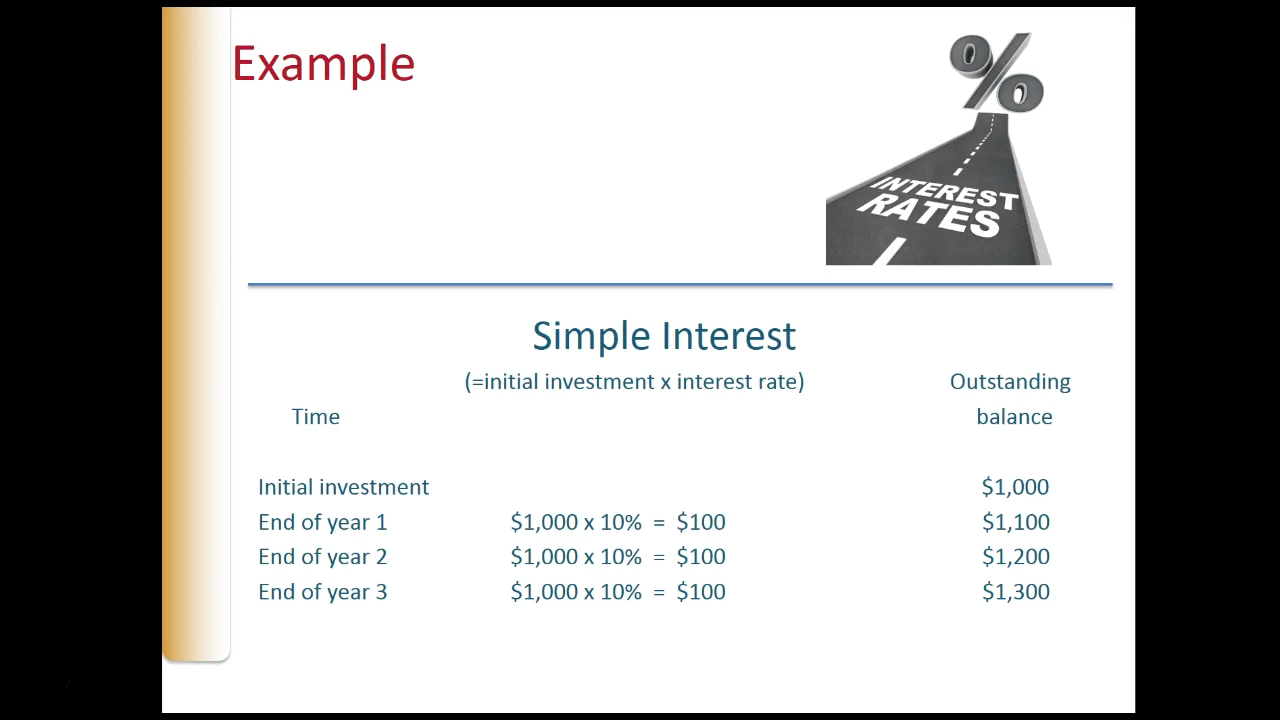 Example
%
INTEREST
RATES
Simple Interest
(=initial investment x interest rate) Outstanding
Time balance
Initial investment $1,000
End of year 1 $1,000 x 10% = $100 $1,100
End of year 2 $1,000 x 10% = $100 $1,200
End of year 3 $1,000 x 10% = $100 $1,300